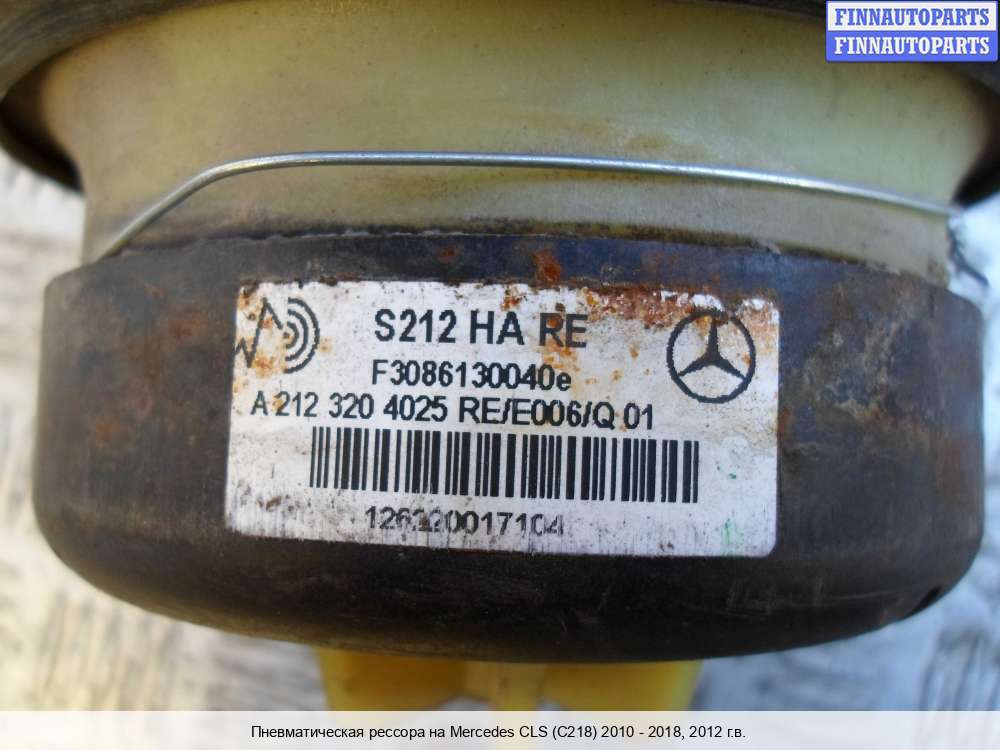 FINNAUTOPARTS
FINNAUTOPARTS
S212 HA RE
F3086130040e
A 212 320 4025 RE/E006/Q 01
126220017104
Пневматическая рессора на Mercedes CLS (C218) 2010 - 2018, 2012 г.в.